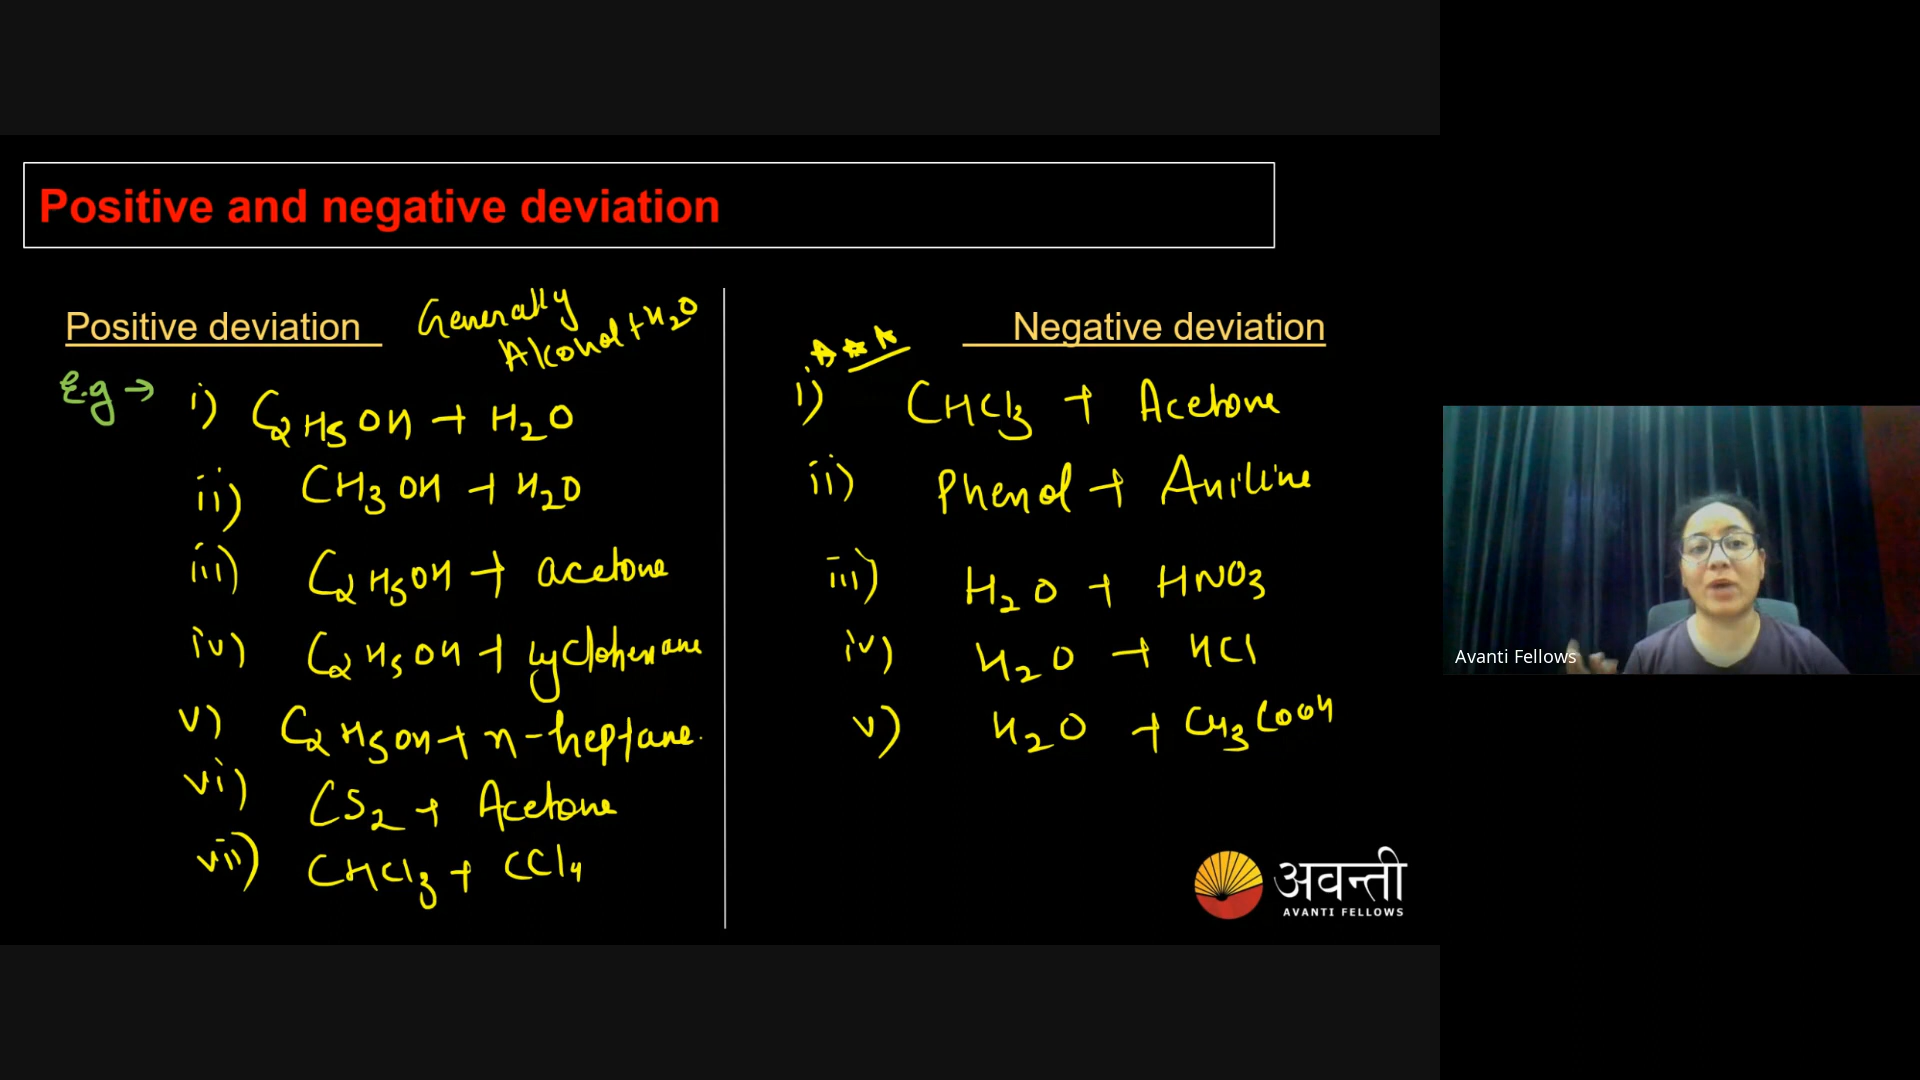 Positive and negative deviation
Positive deviation
Generally
Alcohol + H2O
E.g →
i) C2H5OH + H2O
ii) CH3OH + H2O
iii) C2H5OH + acetone
iv) C2H5OH + cyclohexane
v) C2H5OH + n-heptane.
vi) CS2 + Acetone
vii) CHCl3 + CCl4
Negative deviation
i) CHCl3 + Acetone
ii) Phenol + Aniline
iii) H2O + HNO3
iv) H2O + HCl
v) H2O + CH3COOH
अवन्ती
AVANTI FELLOWS
Avanti Fellows